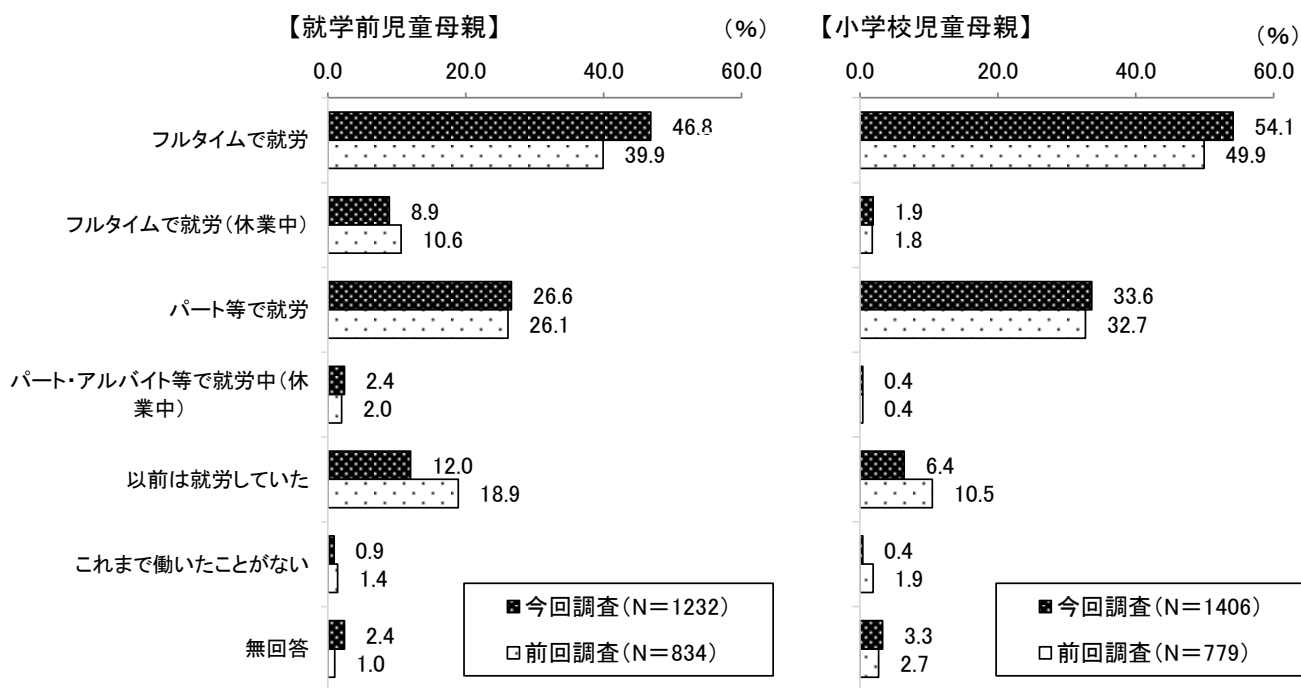 【就学前児童母親】 (%)
0.0 20.0 40.0 60.0
フルタイムで就労 46.8
39.9
フルタイムで就労(休業中) 8.9
10.6
パート等で就労 26.6
26.1
パート・アルバイト等で就労中(休
業中) 2.4
2.0
以前は就労していた 12.0
18.9
これまで働いたことがない 0.9
1.4
無回答 2.4
1.0
今回調査(N=1232)
前回調査(N=834)
【小学校児童母親】 (%)
0.0 20.0 40.0 60.0
54.1
49.9
1.9
1.8
33.6
32.7
0.4
0.4
6.4
10.5
0.4
1.9
3.3
2.7
今回調査(N=1406)
前回調査(N=779)